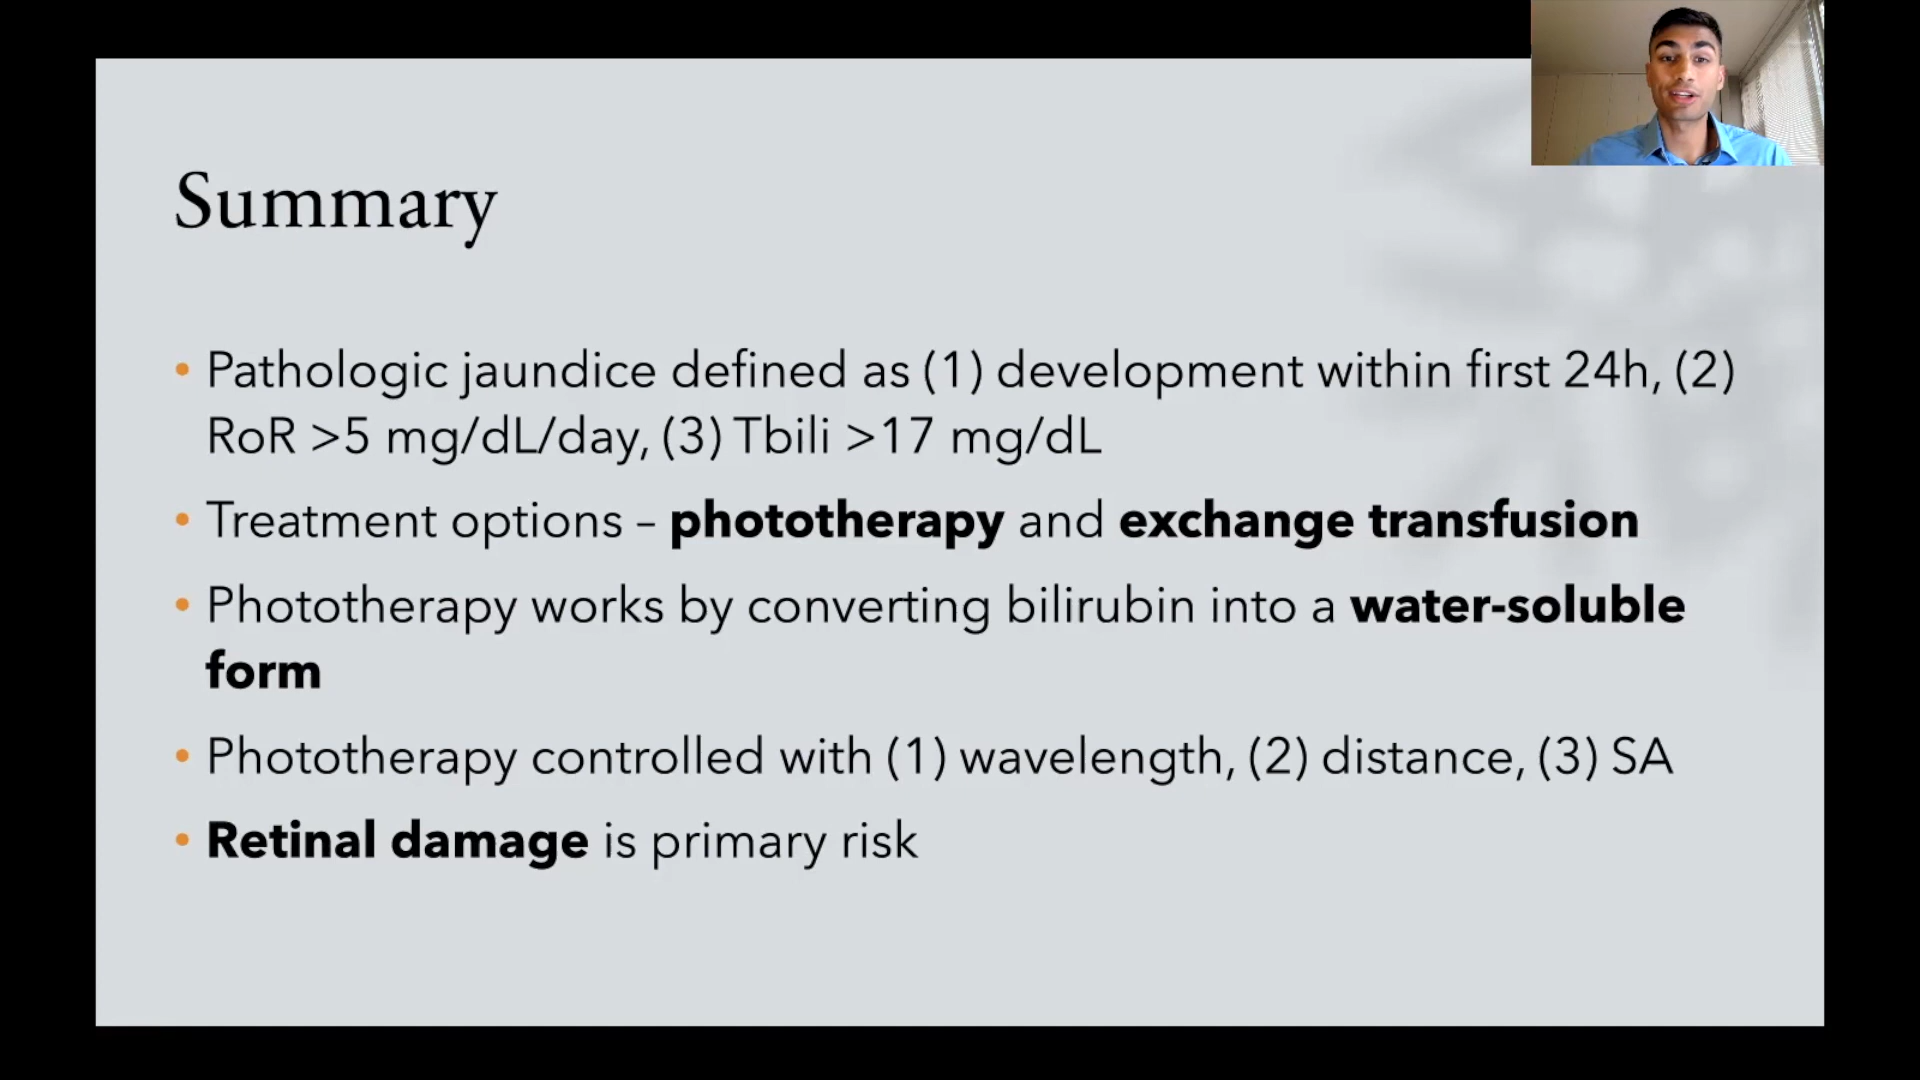 Summary
• Pathologic jaundice defined as (1) development within first 24h, (2)
RoR >5 mg/dL/day, (3) Tbili >17 mg/dL
• Treatment options – phototherapy and exchange transfusion
• Phototherapy works by converting bilirubin into a water-soluble
form
• Phototherapy controlled with (1) wavelength, (2) distance, (3) SA
• Retinal damage is primary risk